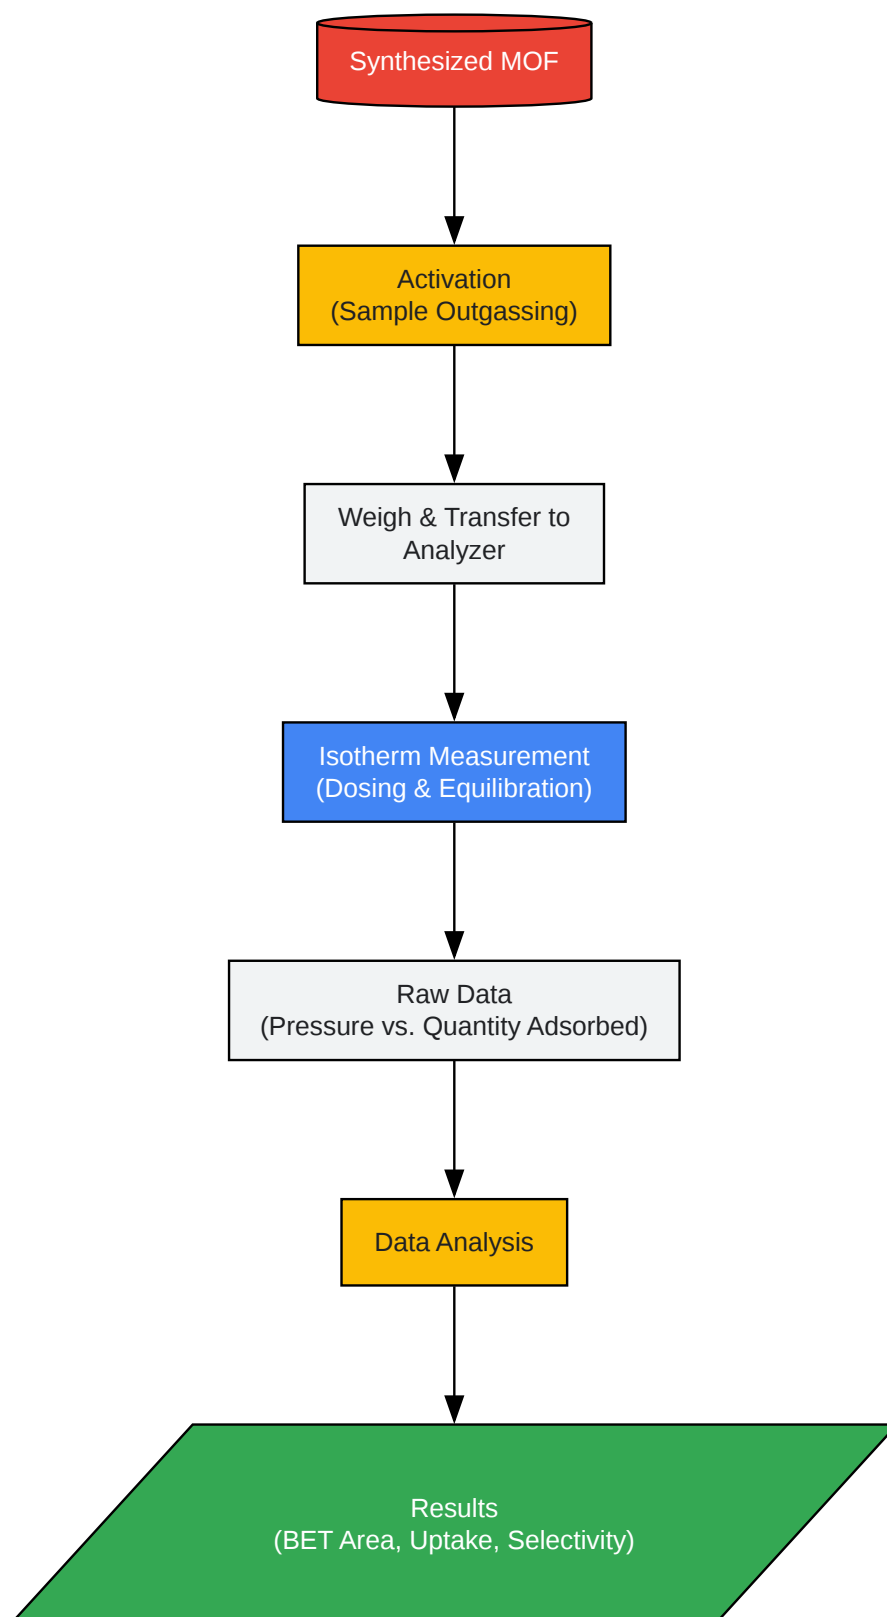 Synthesized MOF
Activation
(Sample Outgassing)
Weigh & Transfer to
Analyzer
Isotherm Measurement
(Dosing & Equilibration)
Raw Data
(Pressure vs. Quantity Adsorbed)
Data Analysis
Results
(BET Area, Uptake, Selectivity)